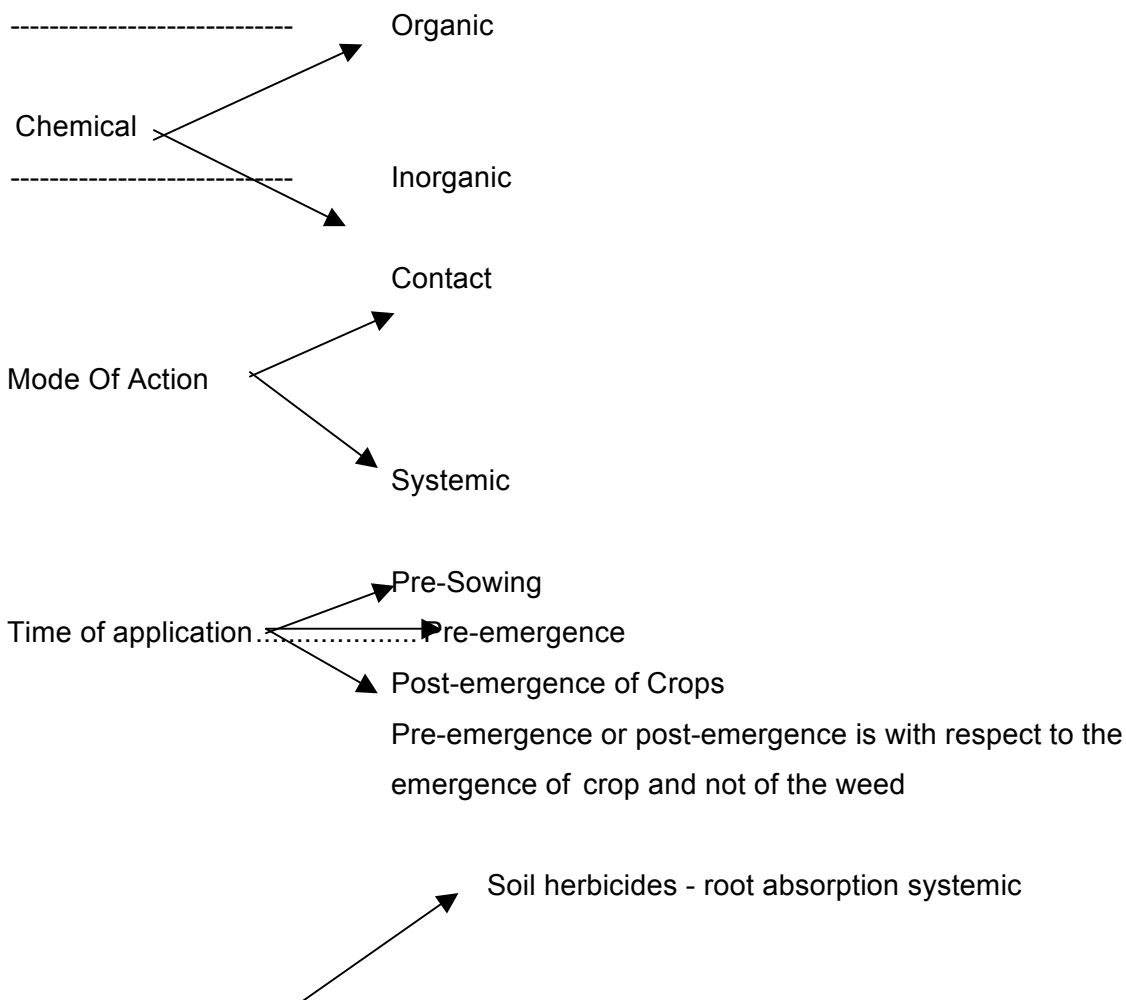 ---------------------------- Organic
Chemical
---------------------------- Inorganic
Contact
Mode Of Action
Systemic
Pre-Sowing
Time of application....................Pre-emergence
Post-emergence of Crops
Pre-emergence or post-emergence is with respect to the
emergence of crop and not of the weed
Soil herbicides - root absorption systemic